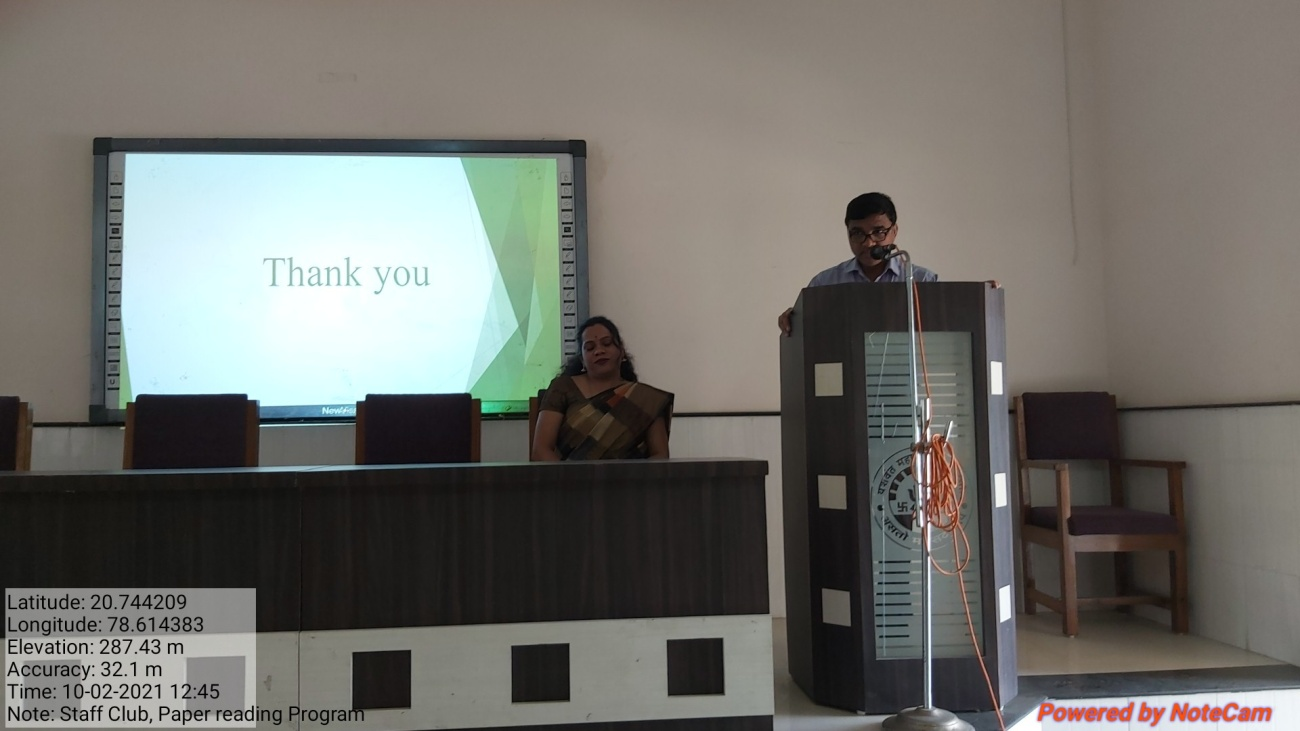 Thank you
Latitude: 20.744209
Longitude: 78.614383
Elevation: 287.43 m
Accuracy: 32.1 m
Time: 10-02-2021 12:45
Note: Staff Club, Paper reading Program
Powered by NoteCam